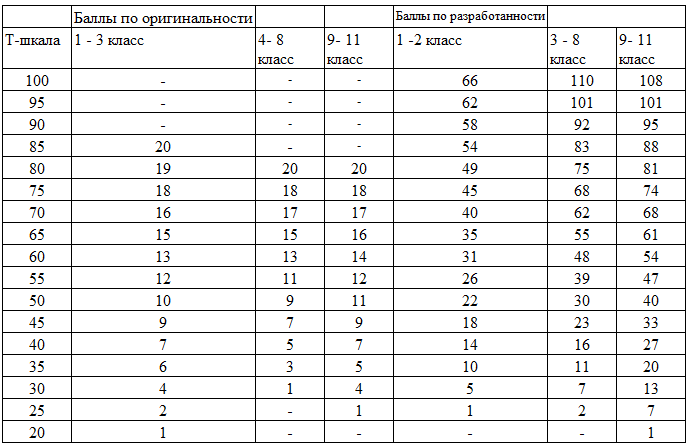 Баллы по оригинальности Баллы по разработанности
Т-шкала 1 - 3 класс 4- 8 класс 9- 11 класс 1 -2 класс 3 - 8 класс 9- 11 класс
100 - - - 66 110 108
95 - - - 62 101 101
90 - - - 58 92 95
85 20 - - 54 83 88
80 19 20 20 49 75 81
75 18 18 18 45 68 74
70 16 17 17 40 62 68
65 15 15 16 35 55 61
60 13 13 14 31 48 54
55 12 11 12 26 39 47
50 10 9 11 22 30 40
45 9 7 9 18 23 33
40 7 5 7 14 16 27
35 6 3 5 10 11 20
30 4 1 4 5 7 13
25 2 - 1 1 2 7
20 1 - - - - 1